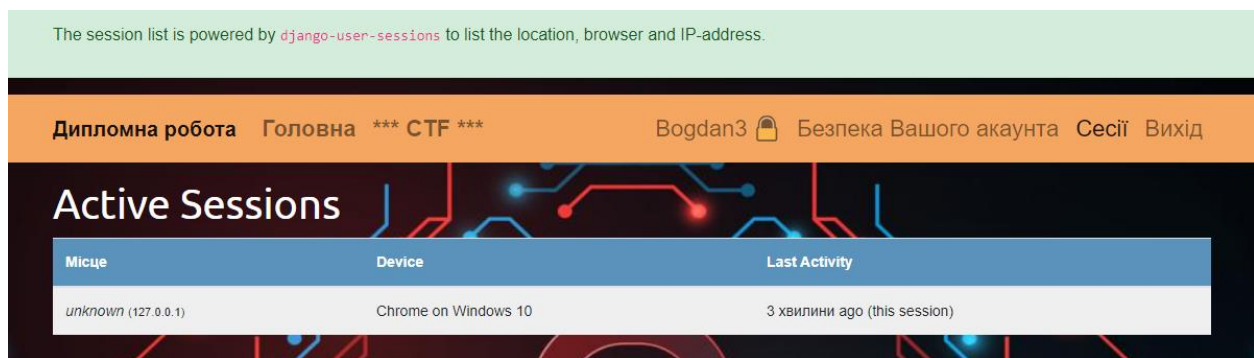 The session list is powered by django-user-sessions to list the location, browser and IP-address.
Дипломна робота Головна *** CTF *** Bogdan3 Безпека Вашого акаунта Сесії Вихід
Active Sessions
Місце Device Last Activity
unknown (127.0.0.1) Chrome on Windows 10 3 хвилини ago (this session)